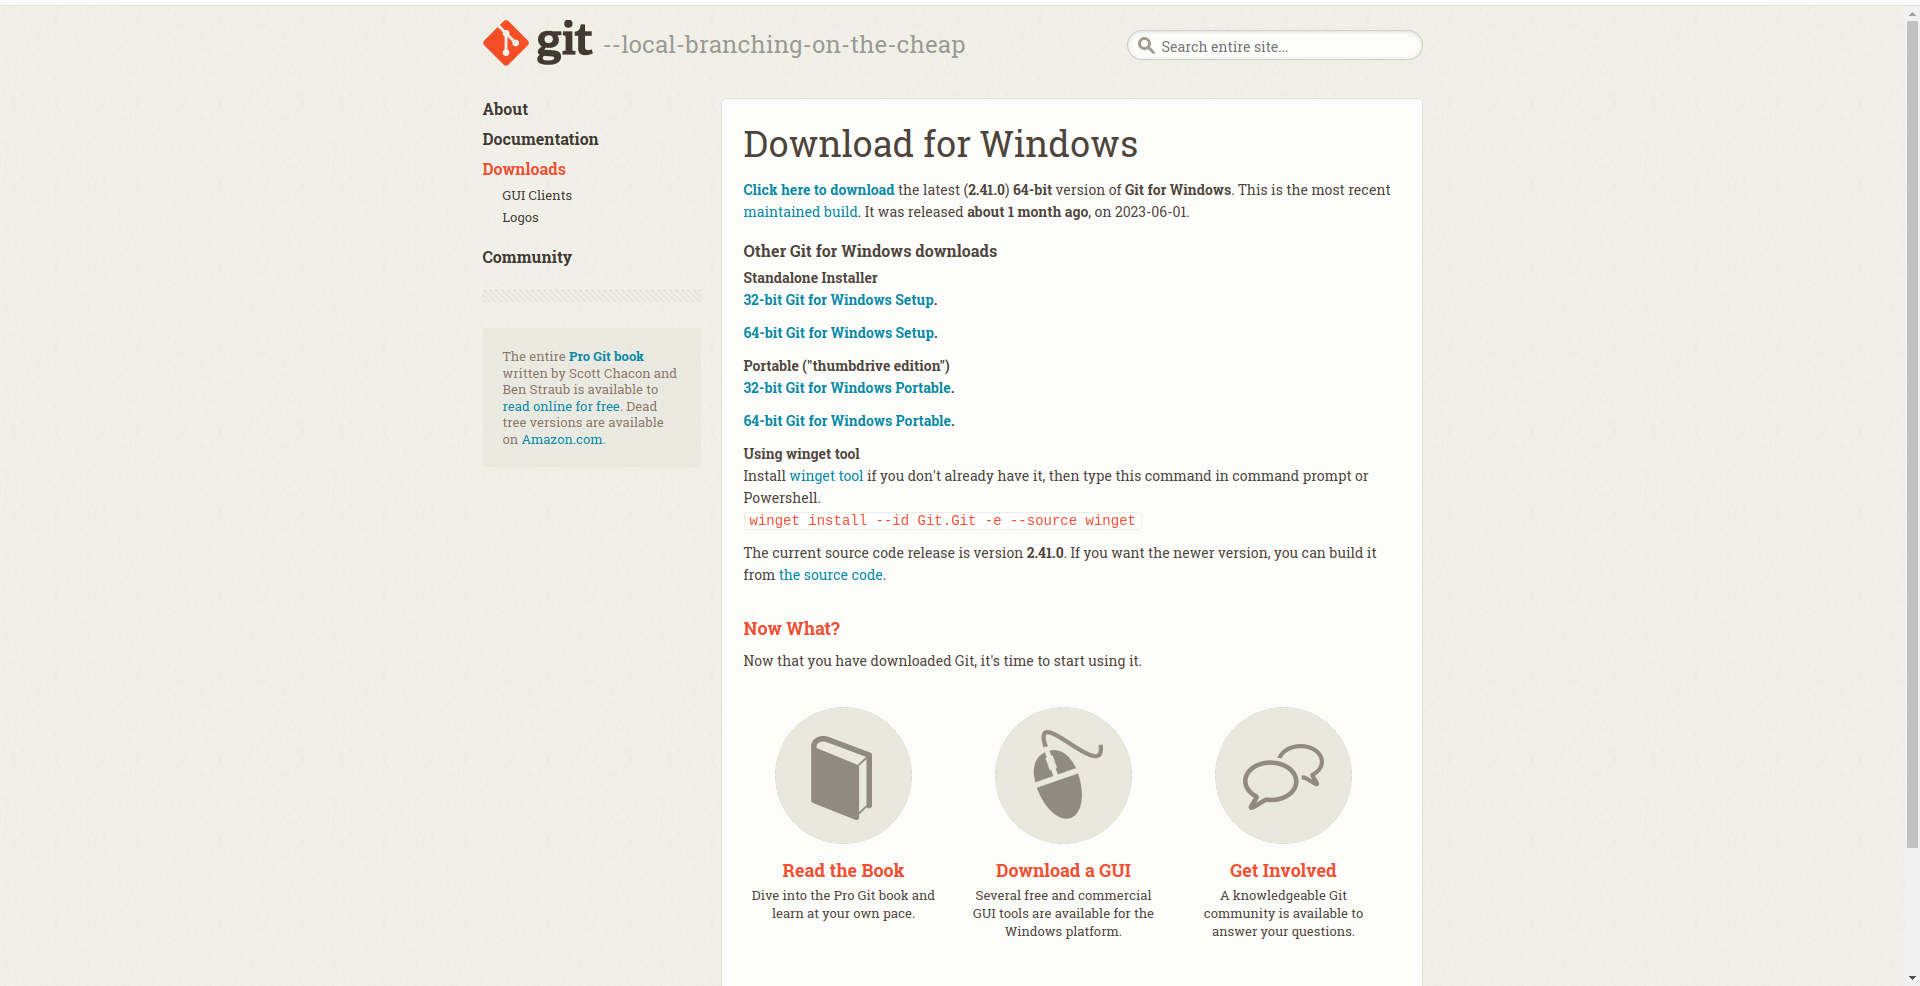 git --local-branching-on-the-cheap
Search entire site...
About
Documentation
Downloads
GUI Clients
Logos
Community
The entire Pro Git book
written by Scott Chacon and
Ben Straub is available to
read online for free. Dead
tree versions are available
on Amazon.com.
Download for Windows
Click here to download the latest (2.41.0) 64-bit version of Git for Windows. This is the most recent
maintained build. It was released about 1 month ago, on 2023-06-01.
Other Git for Windows downloads
Standalone Installer
32-bit Git for Windows Setup.
64-bit Git for Windows Setup.
Portable ("thumbdrive edition")
32-bit Git for Windows Portable.
64-bit Git for Windows Portable.
Using winget tool
Install winget tool if you don't already have it, then type this command in command prompt or
Powershell.
winget install --id Git.Git -e --source winget
The current source code release is version 2.41.0. If you want the newer version, you can build it
from the source code.
Now What?
Now that you have downloaded Git, it's time to start using it.
Read the Book
Dive into the Pro Git book and
learn at your own pace.
Download a GUI
Several free and commercial
GUI tools are available for the
Windows platform.
Get Involved
A knowledgeable Git
community is available to
answer your questions.